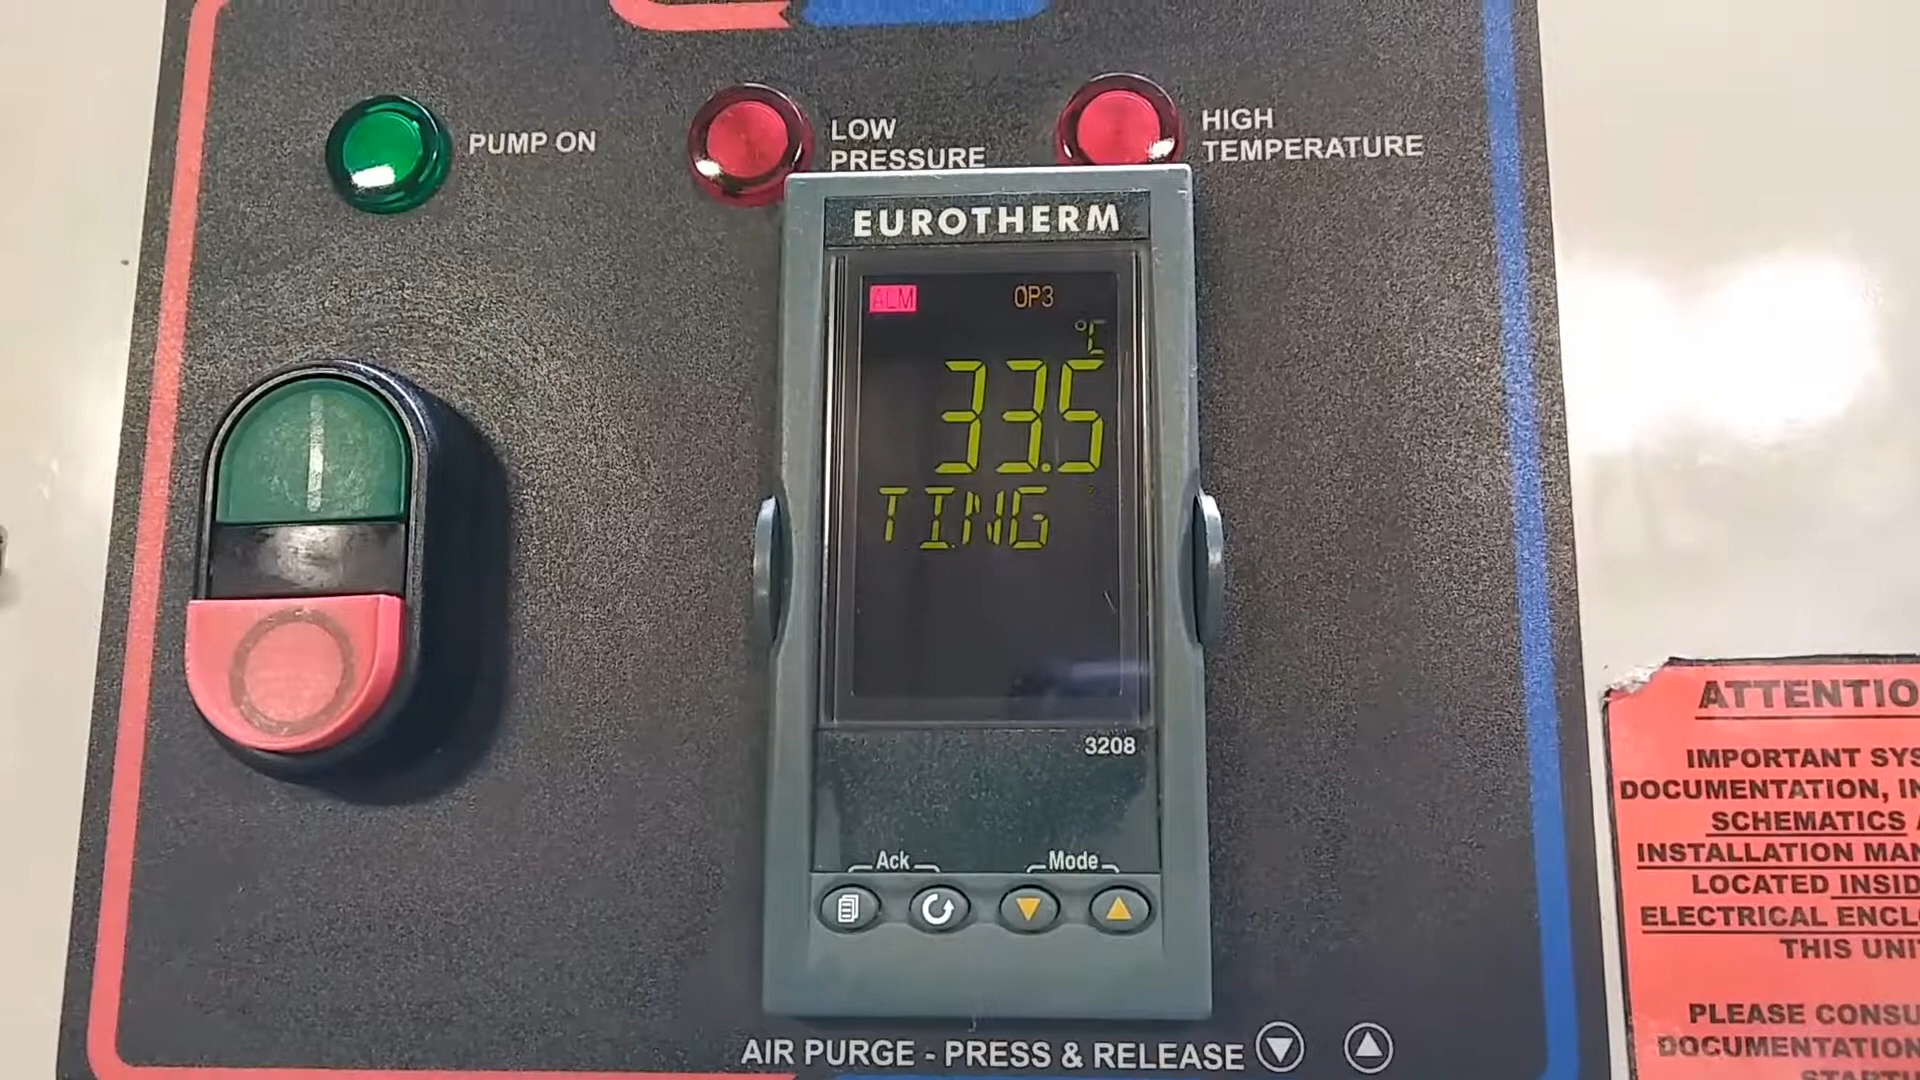 PUMP ON
LOW
PRESSURE
HIGH
TEMPERATURE
EUROTHERM
ALM OP3
°C
33.5
TING
3208
Ack Mode
AIR PURGE - PRESS & RELEASE
ATTENTIO
IMPORTANT SYS
DOCUMENTATION, IN
SCHEMATICS
INSTALLATION MAN
LOCATED INSID
ELECTRICAL ENCL
THIS UNI
PLEASE CONSU
DOCUMENTATION
STARTU